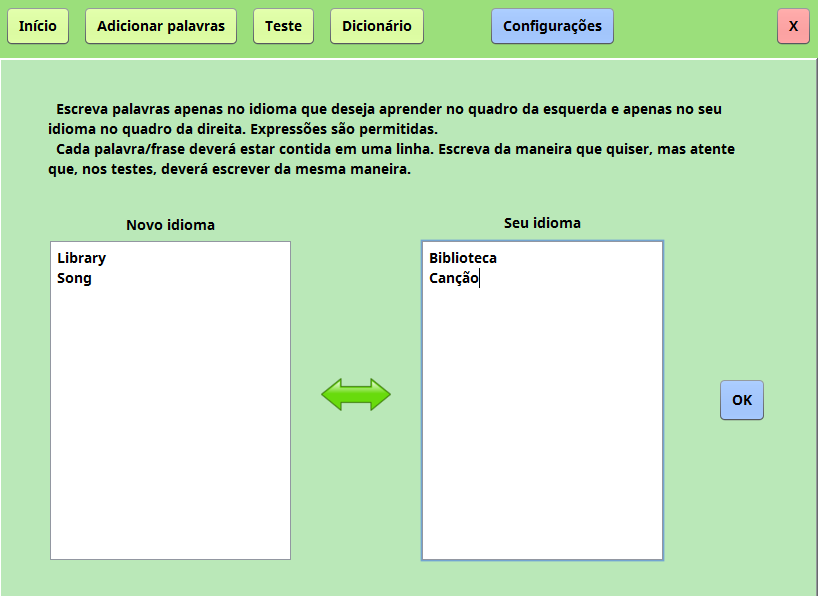 Início
Adicionar palavras
Teste
Dicionário
Configurações
X
Escreva palavras apenas no idioma que deseja aprender no quadro da esquerda e apenas no seu
idioma no quadro da direita. Expressões são permitidas.
Cada palavra/frase deverá estar contida em uma linha. Escreva da maneira que quiser, mas atente
que, nos testes, deverá escrever da mesma maneira.
Novo idioma
Library
Song
Seu idioma
Biblioteca
Canção
OK